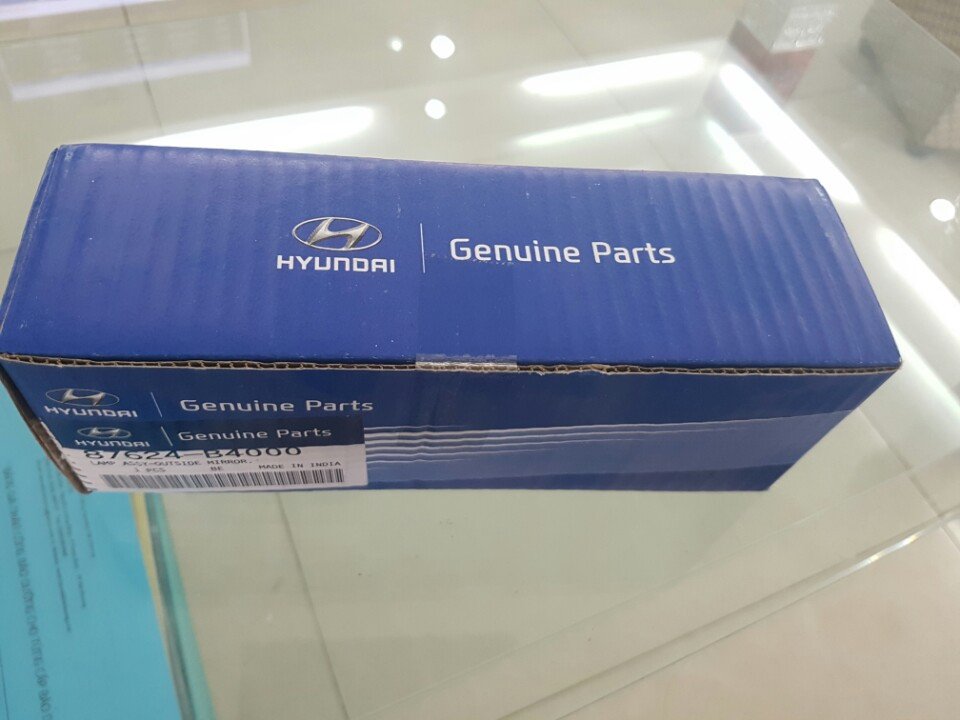 HYUNDAI
Genuine Parts
HYUNDAI
Genuine Parts
HYUNDAI
Genuine Parts
87624-B4000
LAMP ASSY-OUTSIDE MIRROR,
1 PCS BE MADE IN INDIA